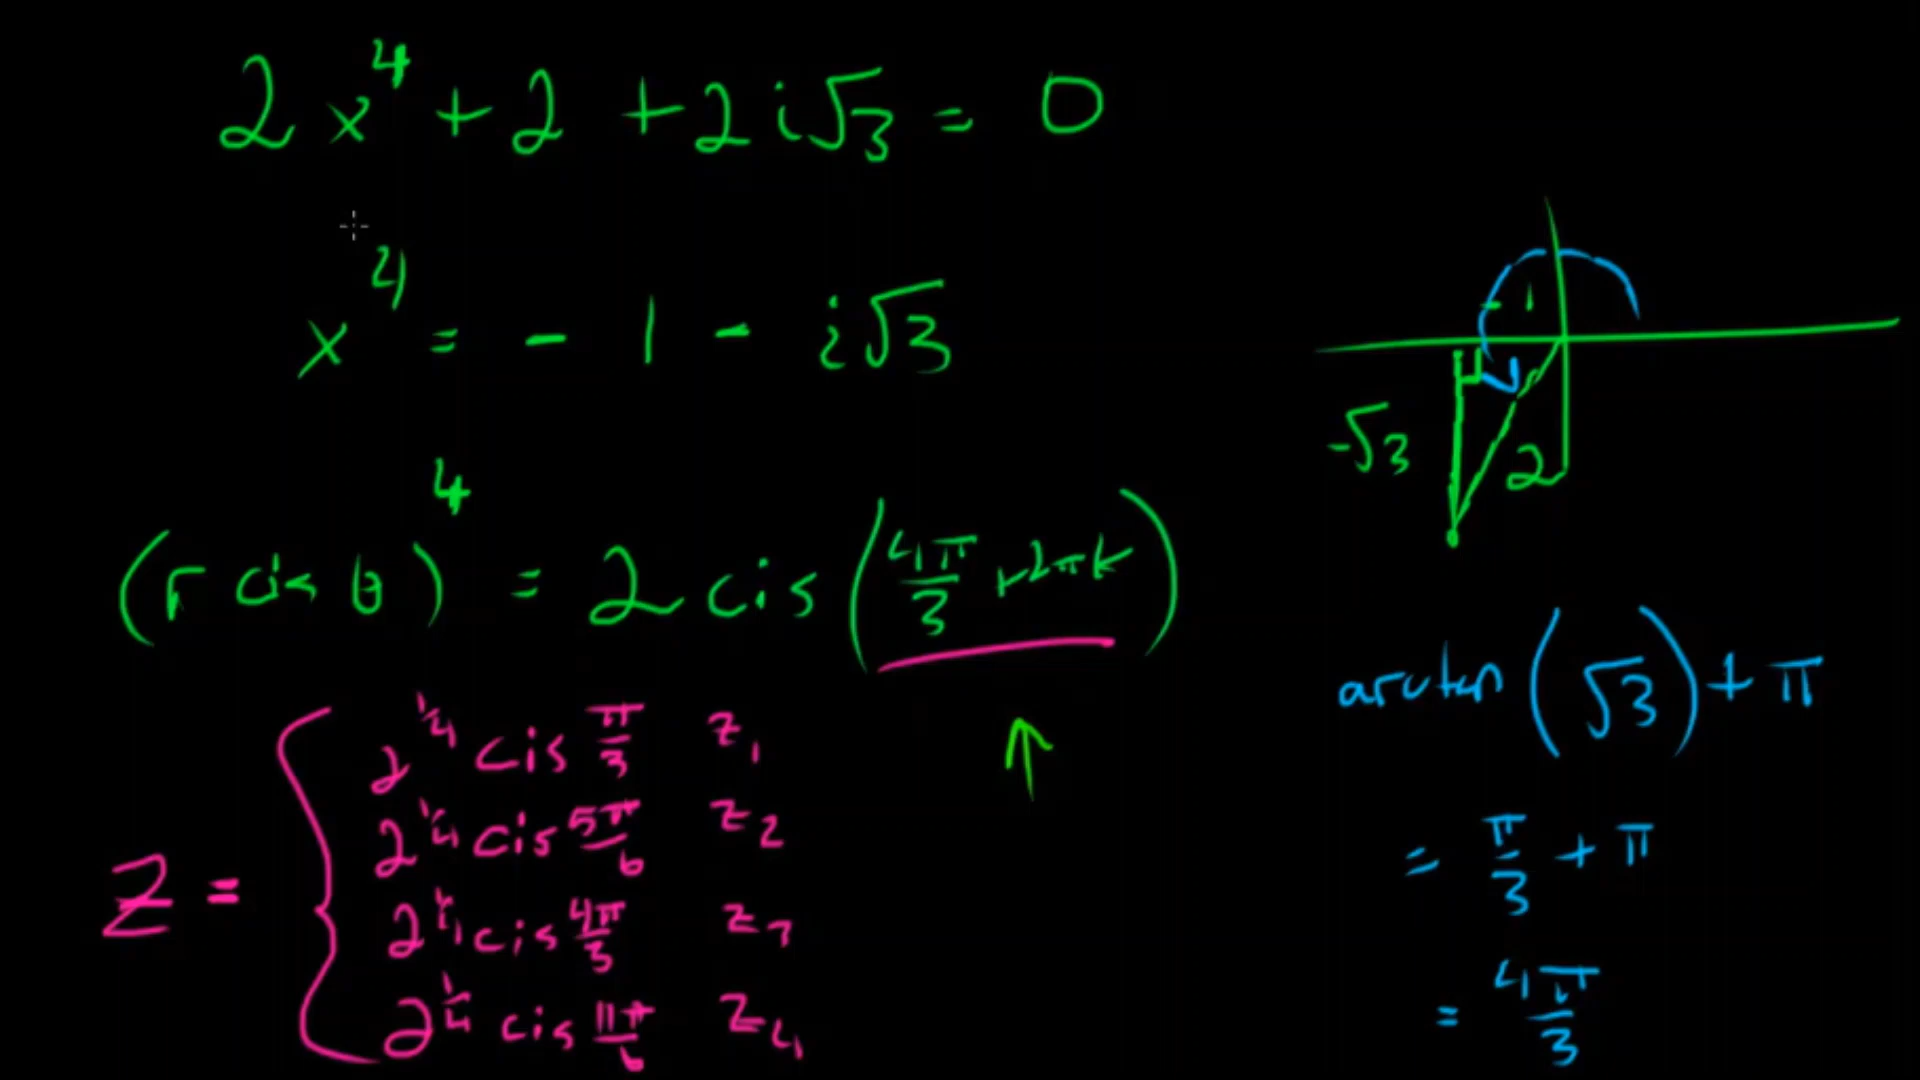 2x⁴ + 2 + 2i√3 = 0
x⁴ = - 1 - i√3
(r cis θ)⁴ = 2 cis (4π/3 + 2πk)
z = {
2^1/4 cis π/3 z₁
2^1/4 cis 5π/6 z₂
2^1/4 cis 4π/3 z₃
2^1/4 cis 11π/6 z₄
-1
-√3
2
arctan (√3) + π
= π/3 + π
= 4π/3